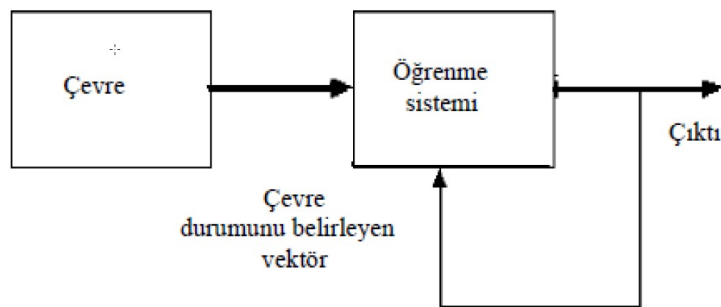 Çevre
Öğrenme
sistemi
Çıktı
Çevre
durumunu belirleyen
vektör